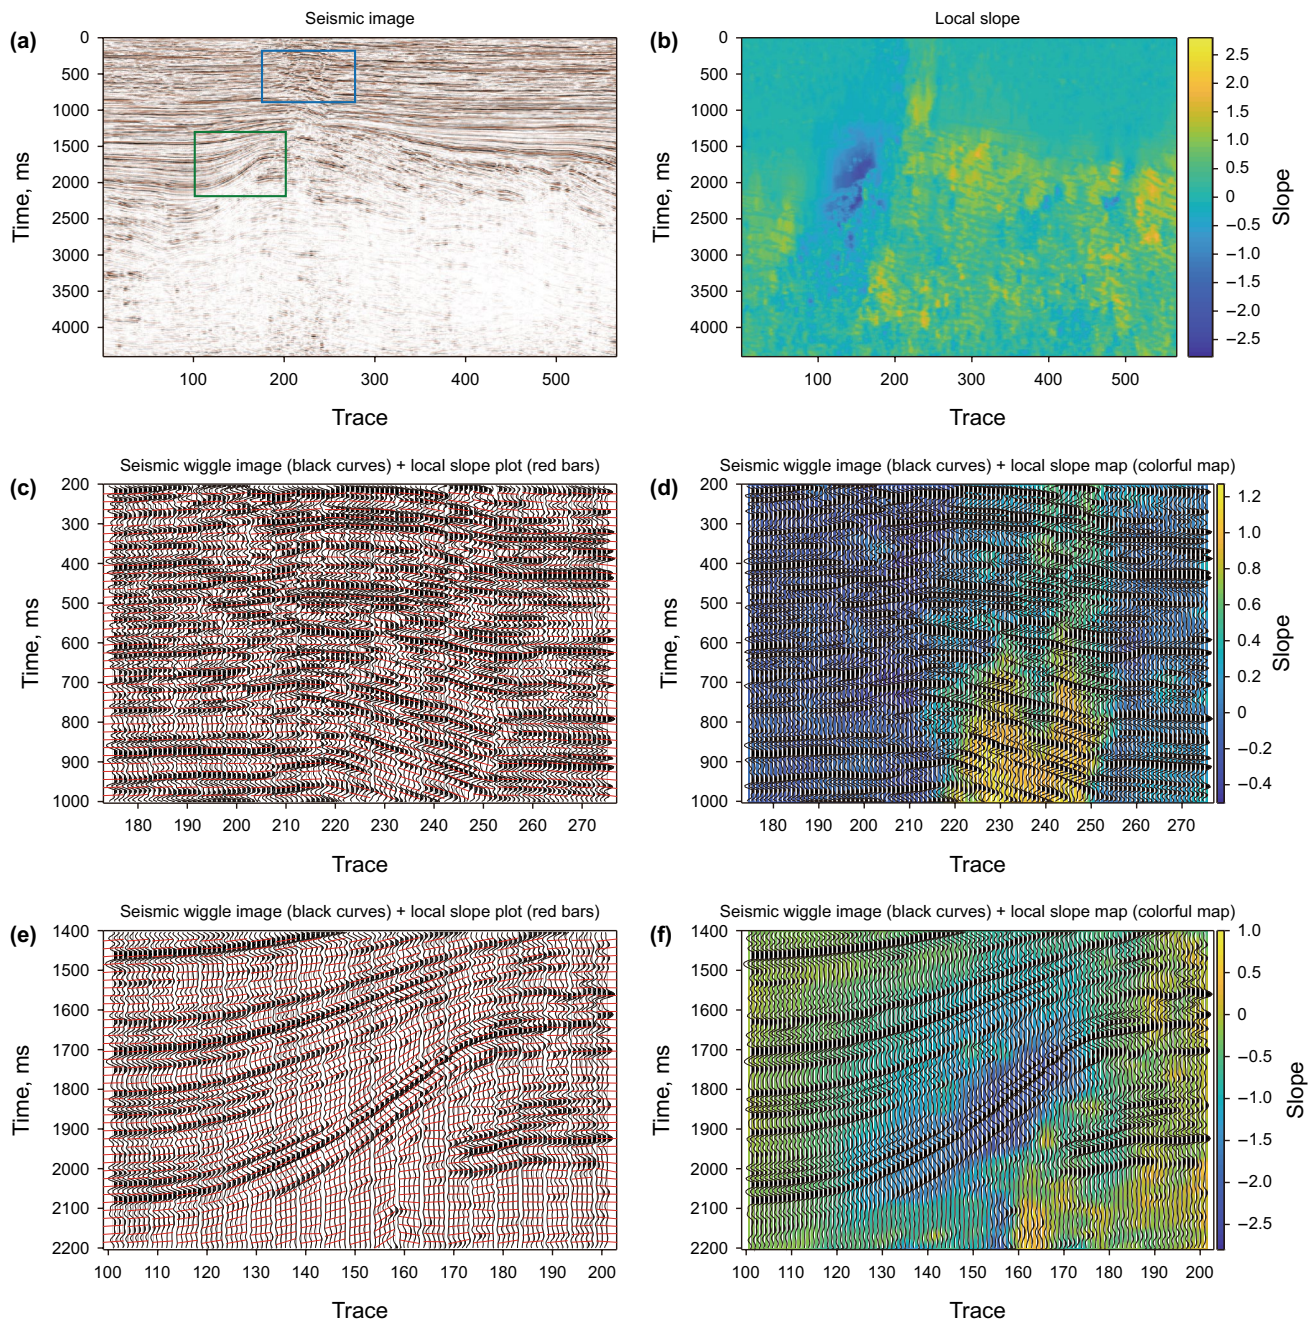 (a)
Seismic image
0
500
1000
1500
2000
2500
3000
3500
4000
Time, ms
100 200 300 400 500
Trace
(b)
Local slope
0
500
1000
1500
2000
2500
3000
3500
4000
Time, ms
100 200 300 400 500
Trace
2.5
2.0
1.5
1.0
0.5
0
−0.5
−1.0
−1.5
−2.0
−2.5
Slope
(c)
Seismic wiggle image (black curves) + local slope plot (red bars)
200
300
400
500
600
700
800
900
1000
Time, ms
180 190 200 210 220 230 240 250 260 270
Trace
(d)
Seismic wiggle image (black curves) + local slope map (colorful map)
200
300
400
500
600
700
800
900
1000
Time, ms
180 190 200 210 220 230 240 250 260 270
Trace
1.2
1.0
0.8
0.6
0.4
0.2
0
−0.2
−0.4
Slope
(e)
Seismic wiggle image (black curves) + local slope plot (red bars)
1400
1500
1600
1700
1800
1900
2000
2100
2200
Time, ms
100 110 120 130 140 150 160 170 180 190 200
Trace
(f)
Seismic wiggle image (black curves) + local slope map (colorful map)
1400
1500
1600
1700
1800
1900
2000
2100
2200
Time, ms
100 110 120 130 140 150 160 170 180 190 200
Trace
1.0
0.5
0
−0.5
−1.0
−1.5
−2.0
−2.5
Slope